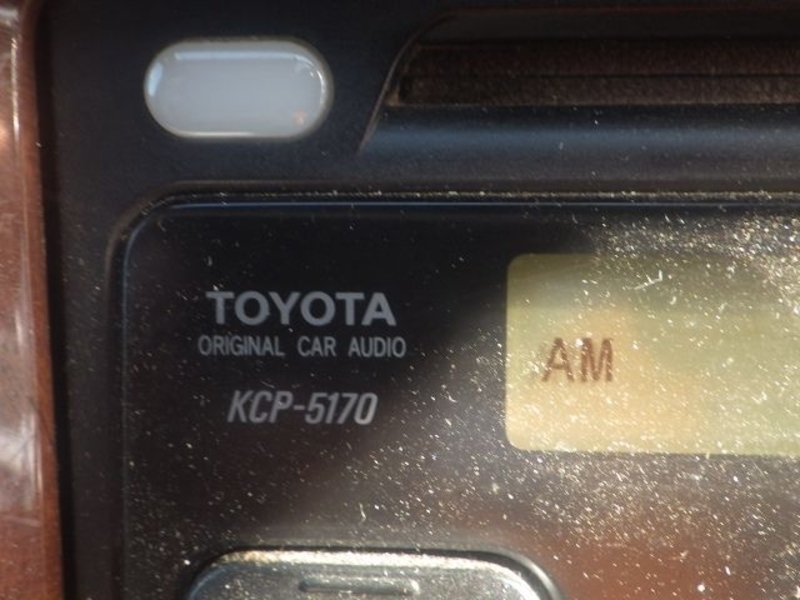 TOYOTA
ORIGINAL CAR AUDIO
KCP-5170
AM